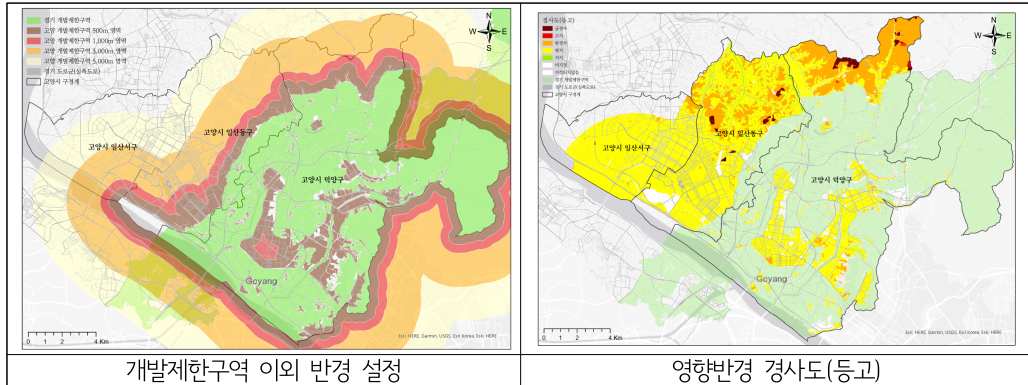 경기 개발제한구역
고양 개발제한구역 500m 영역
고양 개발제한구역 1,000m 영역
고양 개발제한구역 3,000m 영역
고양 개발제한구역 5,000m 영역
경기 도로군(실폭도로)
고양시 구경계
N
W E
S
고양시 일산동구
고양시 일산서구
고양시 덕양구
Goyang
0 1 2 4 Km
Esri, HERE, Garmin, USGS, Esri Korea, Esri, HERE
개발제한구역 이외 반경 설정
경사도(등고)
평지
경기 개발제한구역
경기 도로군(실폭도로)
고양시 구경계
N
W E
S
고양시 일산동구
고양시 일산서구
고양시 덕양구
Goyang
0 1 2 4 Km
Esri, HERE, Garmin, USGS, Esri Korea, Esri, HERE
영향반경 경사도(등고)